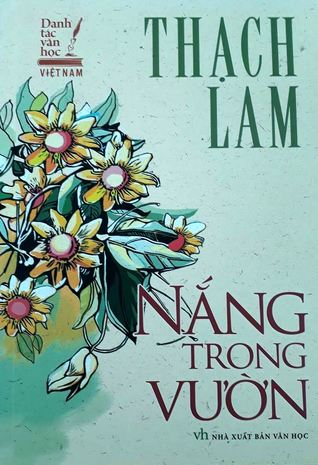 Danh
tác văn
học
VIỆT NAM
THẠCH
LAM
NẮNG
TRONG
VƯỜN
vh NHÀ XUẤT BẢN VĂN HỌC